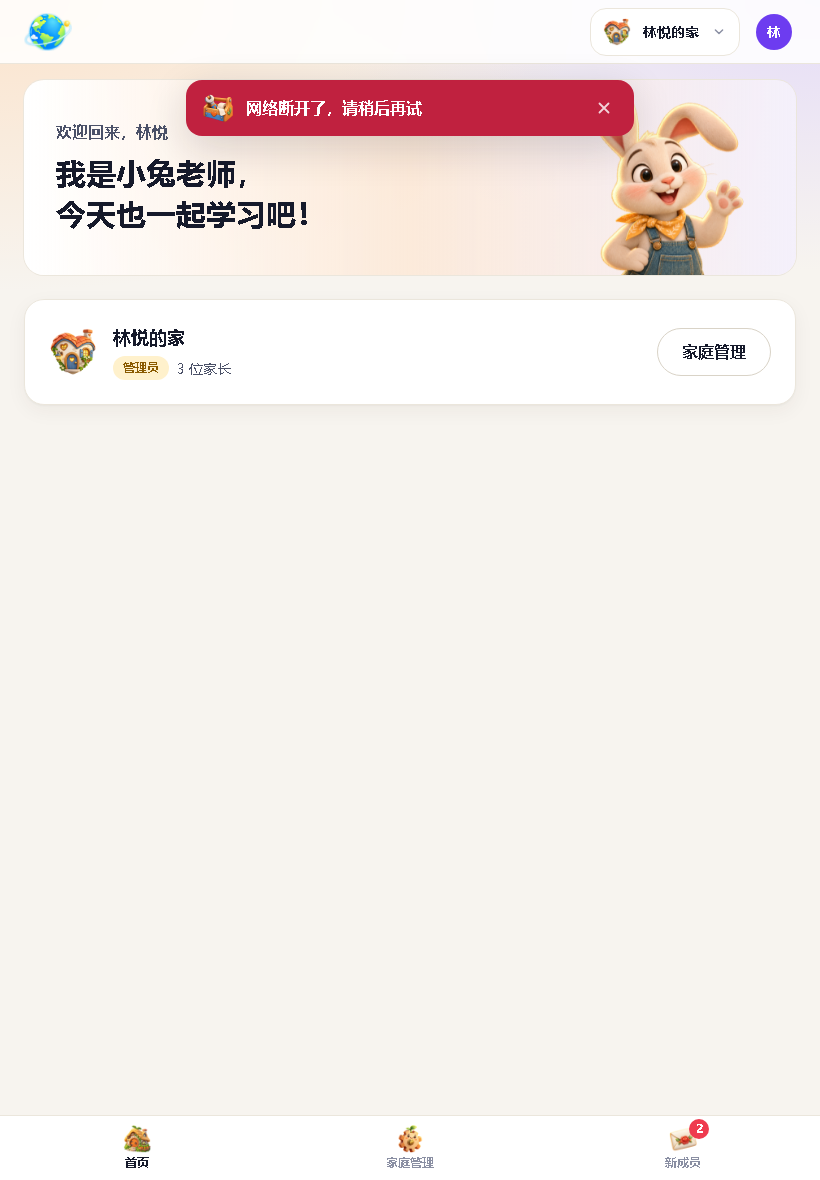 林悦的家
林
网络断开了，请稍后再试
欢迎回来，林悦
我是小兔老师，
今天也一起学习吧！
林悦的家
管理员 3 位家长
家庭管理
首页
家庭管理
2
新成员